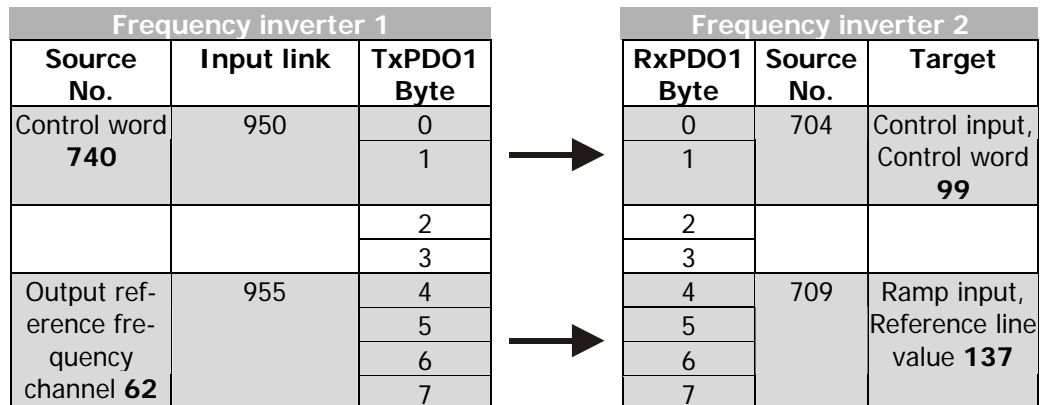 Frequency inverter 1
Source No. Input link TxPDO1 Byte
Control word 740 950 0
1
2
3
Output ref-
erence fre-
quency
channel 62 955 4
5
6
7
Frequency inverter 2
RxPDO1 Byte Source No. Target
0 704 Control input,
1 Control word
99
2
3
4 709 Ramp input,
5 Reference line
6 value 137
7